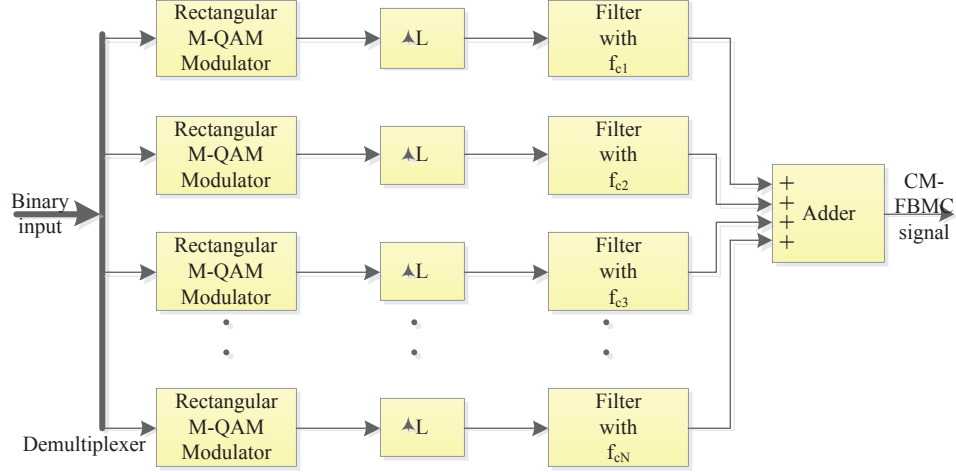 Rectangular
M-QAM
Modulator
L
Filter
with
fc1
Rectangular
M-QAM
Modulator
L
Filter
with
fc2
Binary
input
+
+
+
+
Adder
CM-
FBMC
signal
Rectangular
M-QAM
Modulator
L
Filter
with
fc3
Rectangular
M-QAM
Modulator
L
Filter
with
fcN
Demultiplexer